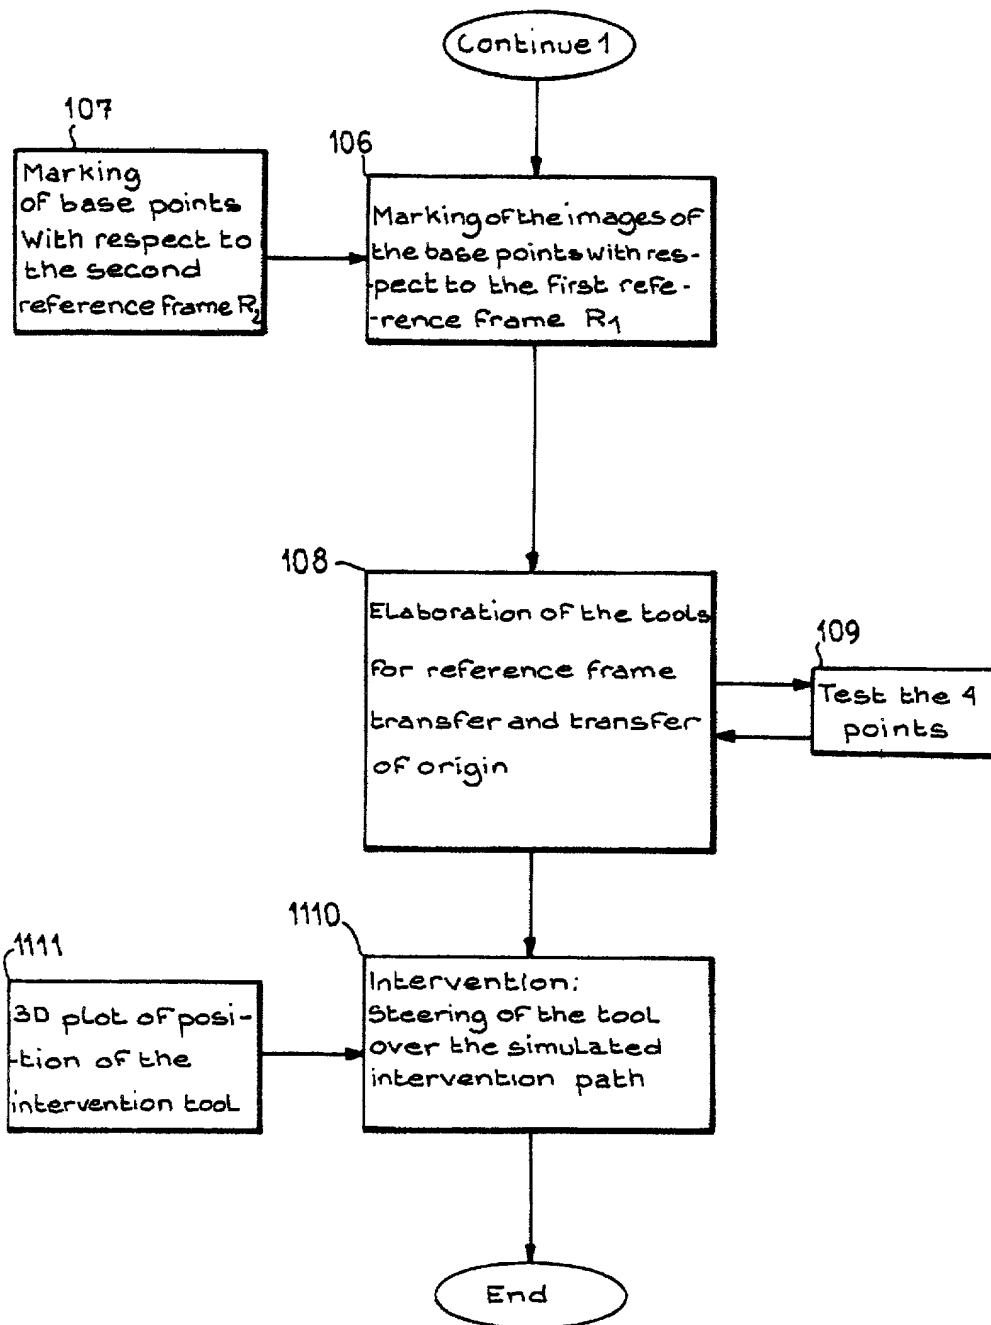 Continue 1
107
Marking
of base points
With respect to
the second
reference frame R2
106
Marking of the images of
the base points with res-
-pect to the first refe-
-rence frame R1
108
Elaboration of the tools
for reference frame
transfer and transfer
of origin
109
Test the 4
points
1111
3D plot of posi-
-tion of the
intervention tool
1110
Intervention:
Steering of the tool
over the simulated
intervention path
End